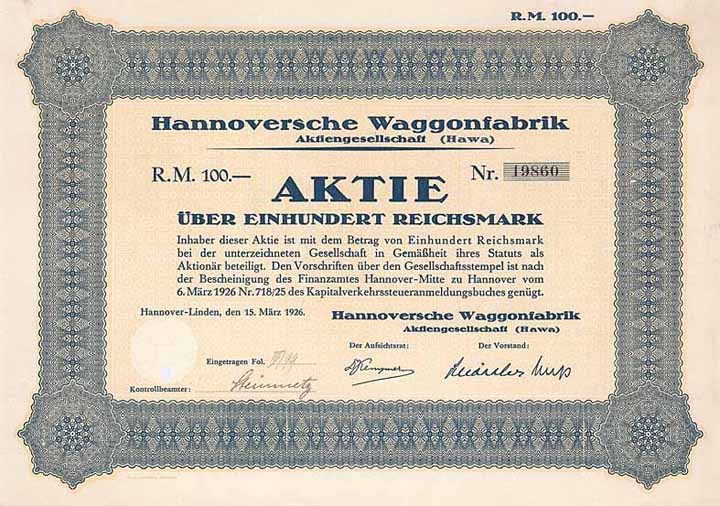 R.M. 100.—
Hannoversche Waggonfabrik
Aktiengesellschaft (Hawa)
R.M. 100.— Nr. 19860
AKTIE
ÜBER EINHUNDERT REICHSMARK
Inhaber dieser Aktie ist mit dem Betrag von Einhundert Reichsmark
bei der unterzeichneten Gesellschaft in Gemäßheit ihres Statuts als
Aktionär beteiligt. Den Vorschriften über den Gesellschaftsstempel ist nach
der Bescheinigung des Finanzamtes Hannover-Mitte zu Hannover vom
6. März 1926 Nr. 718/25 des Kapitalverkehrssteueranmeldungsbuches genügt.
Hannover-Linden, den 15. März 1926.
Hannoversche Waggonfabrik
Aktiengesellschaft (Hawa)
Der Aufsichtsrat: Der Vorstand:
Eingetragen Fol.
Kontrollbeamter: Steinmetz